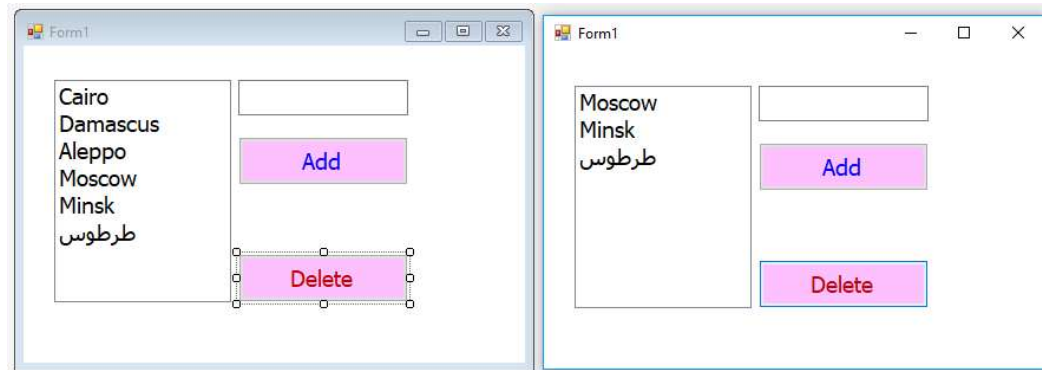 Form1
Cairo
Damascus
Aleppo
Moscow
Minsk
طرطوس
Add
Delete
Form1
Moscow
Minsk
طرطوس
Add
Delete